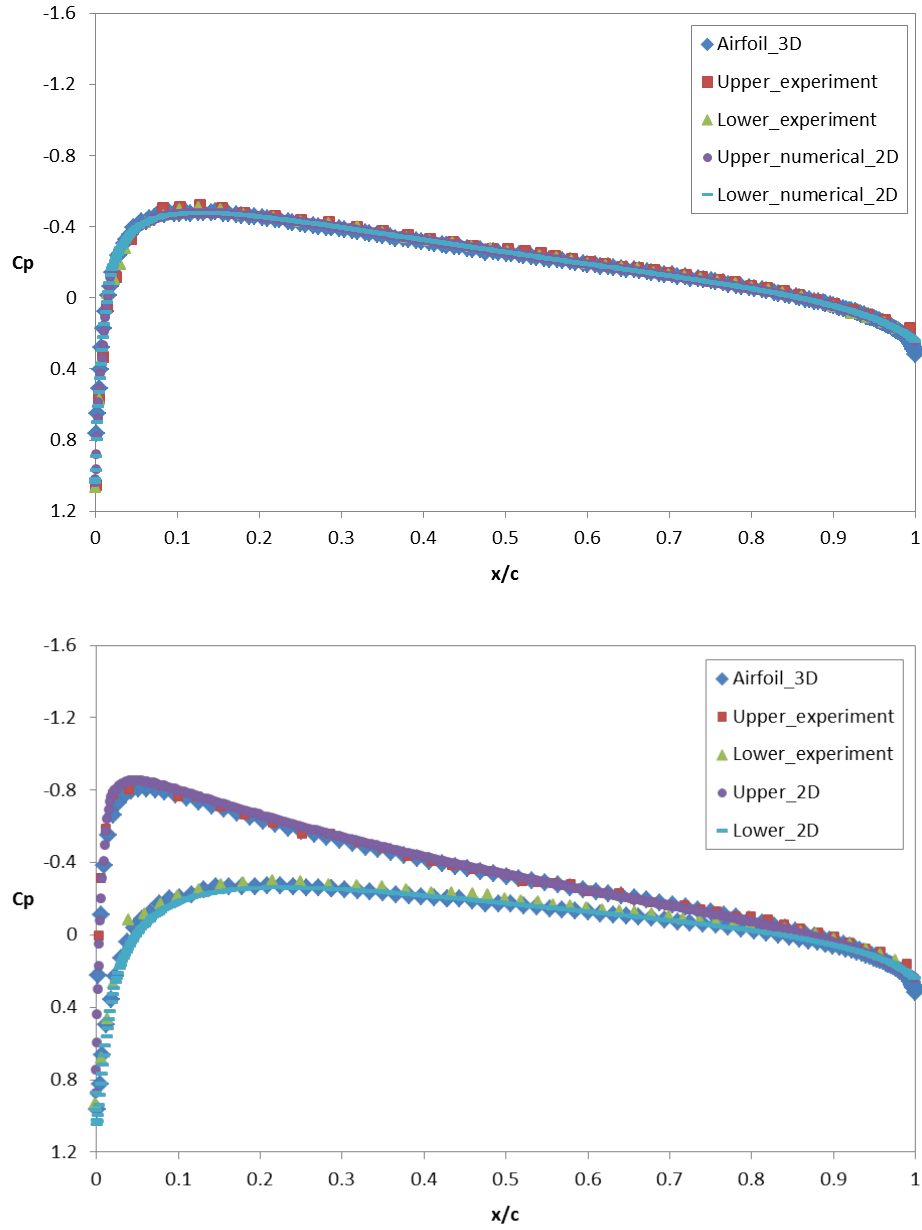 -1.6
-1.2
-0.8
-0.4
0
0.4
0.8
1.2
Cp
0 0.1 0.2 0.3 0.4 0.5 0.6 0.7 0.8 0.9 1
x/c
Airfoil_3D
Upper_experiment
Lower_experiment
Upper_numerical_2D
Lower_numerical_2D
-1.6
-1.2
-0.8
-0.4
0
0.4
0.8
1.2
Cp
0 0.1 0.2 0.3 0.4 0.5 0.6 0.7 0.8 0.9 1
x/c
Airfoil_3D
Upper_experiment
Lower_experiment
Upper_2D
Lower_2D